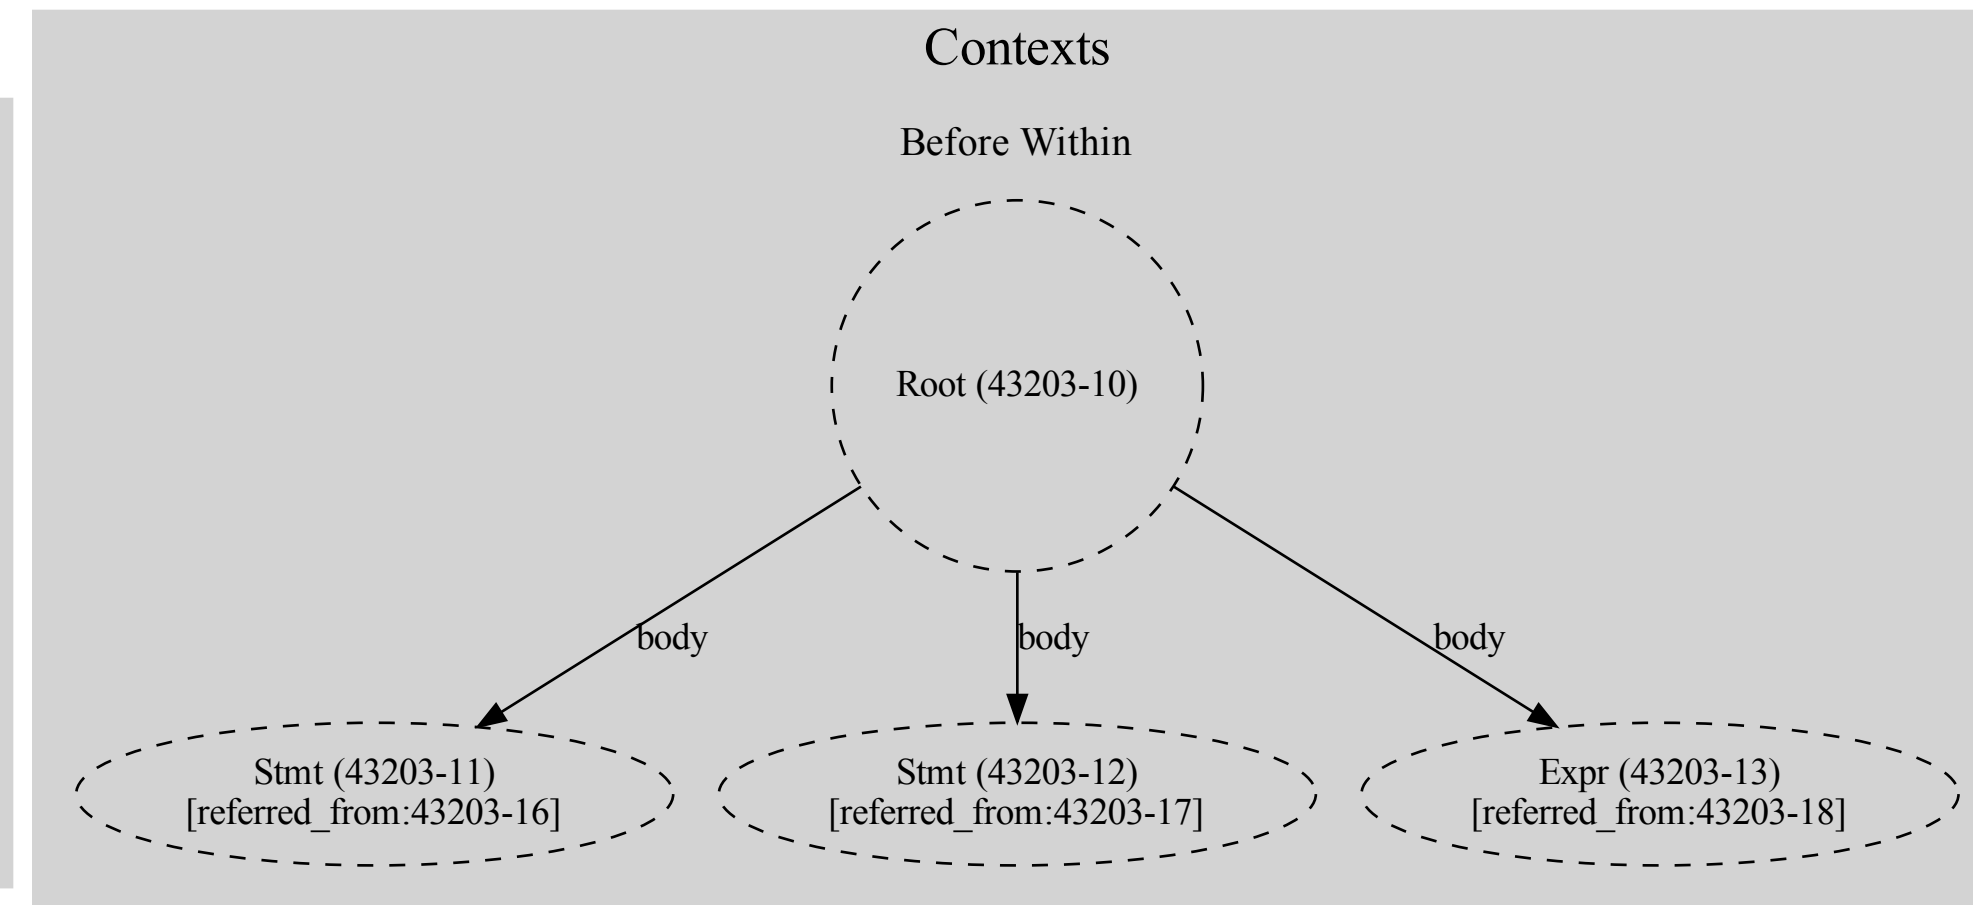 Contexts
Before Within
Root (43203-10)
body
body
body
Stmt (43203-11)
[referred_from:43203-16]
Stmt (43203-12)
[referred_from:43203-17]
Expr (43203-13)
[referred_from:43203-18]